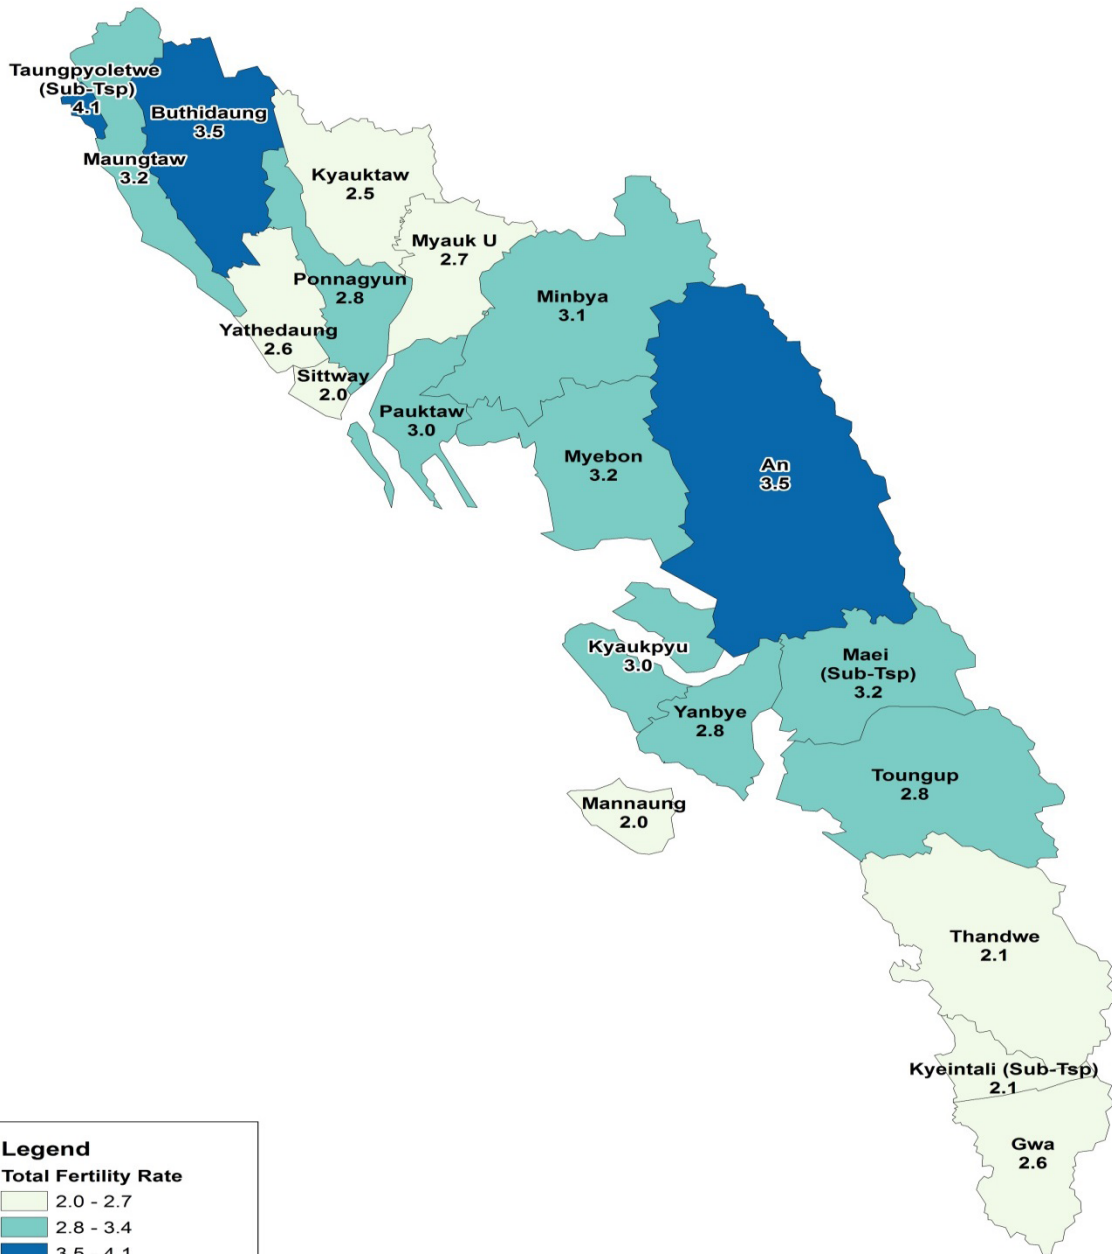 Taungpyoletwe
(Sub-Tsp)
4.1
Buthidaung
3.5
Maungtaw
3.2
Kyauktaw
2.5
Myauk U
2.7
Ponnagyun
2.8
Minbya
3.1
Yathedaung
2.6
Sittway
2.0
Pauktaw
3.0
Myebon
3.2
An
3.5
Kyaukpyu
3.0
Maei
(Sub-Tsp)
3.2
Yanbye
2.8
Toungup
2.8
Mannaung
2.0
Thandwe
2.1
Kyeintali (Sub-Tsp)
2.1
Gwa
2.6
Legend
Total Fertility Rate
2.0 - 2.7
2.8 - 3.4
3.5 - 4.1